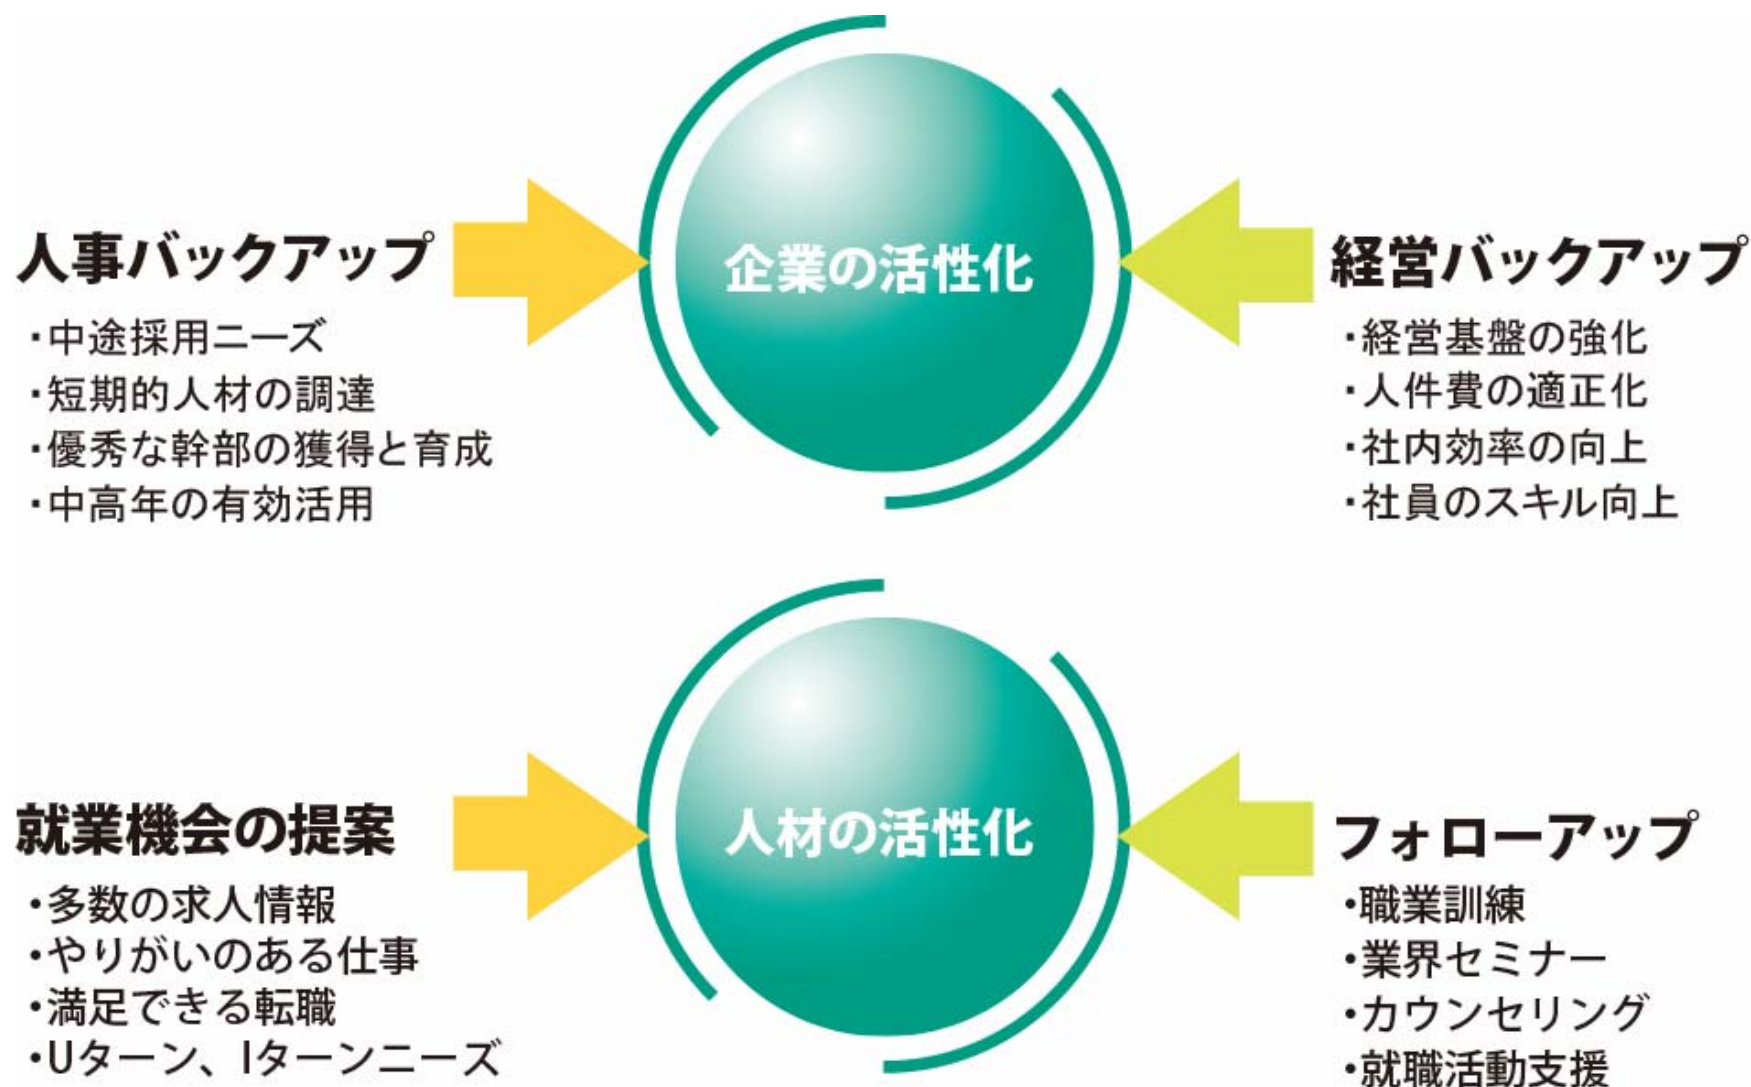 人事バックアップ
・中途採用ニーズ
・短期的人材の調達
・優秀な幹部の獲得と育成
・中高年の有効活用
企業の活性化
経営バックアップ
・経営基盤の強化
・人件費の適正化
・社内効率の向上
・社員のスキル向上
就業機会の提案
・多数の求人情報
・やりがいのある仕事
・満足できる転職
・Uターン、Iターンニーズ
人材の活性化
フォローアップ
・職業訓練
・業界セミナー
・カウンセリング
・就職活動支援